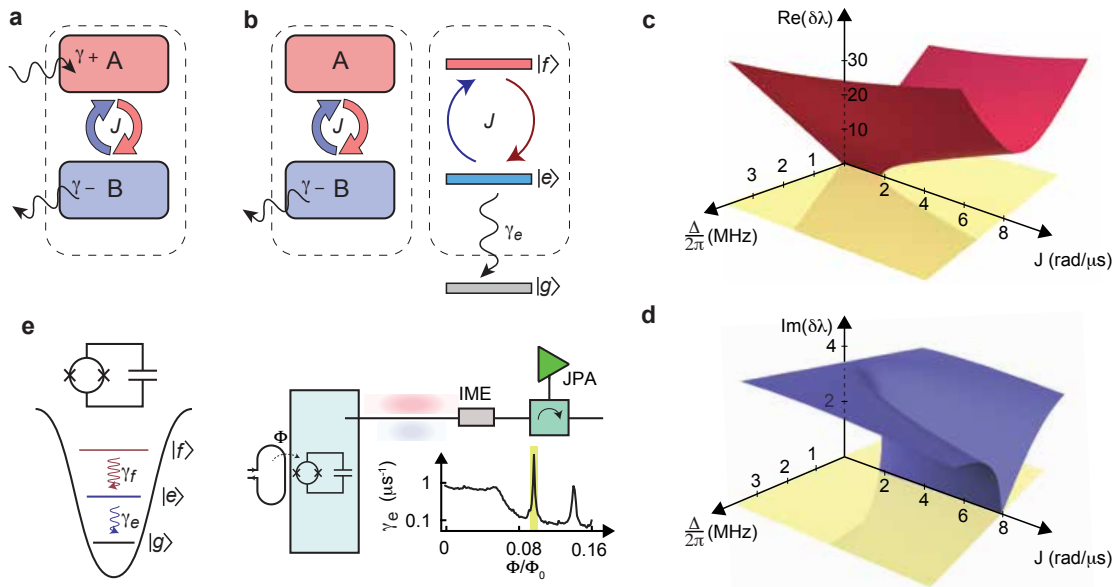 a
γ+ A
J
γ− B
b
A
J
γ− B
|f⟩
J
|e⟩
γe
|g⟩
c
Re(δλ)
30
20
10
3
2
1
2
4
6
8
Δ/2π (MHz)
J (rad/μs)
d
Im(δλ)
4
2
3
2
1
2
4
6
8
Δ/2π (MHz)
J (rad/μs)
e
|f⟩
γf
|e⟩
γe
|g⟩
Φ
IME
JPA
γe (μs⁻¹)
1
0.1
0
0.08
0.16
Φ/Φ0